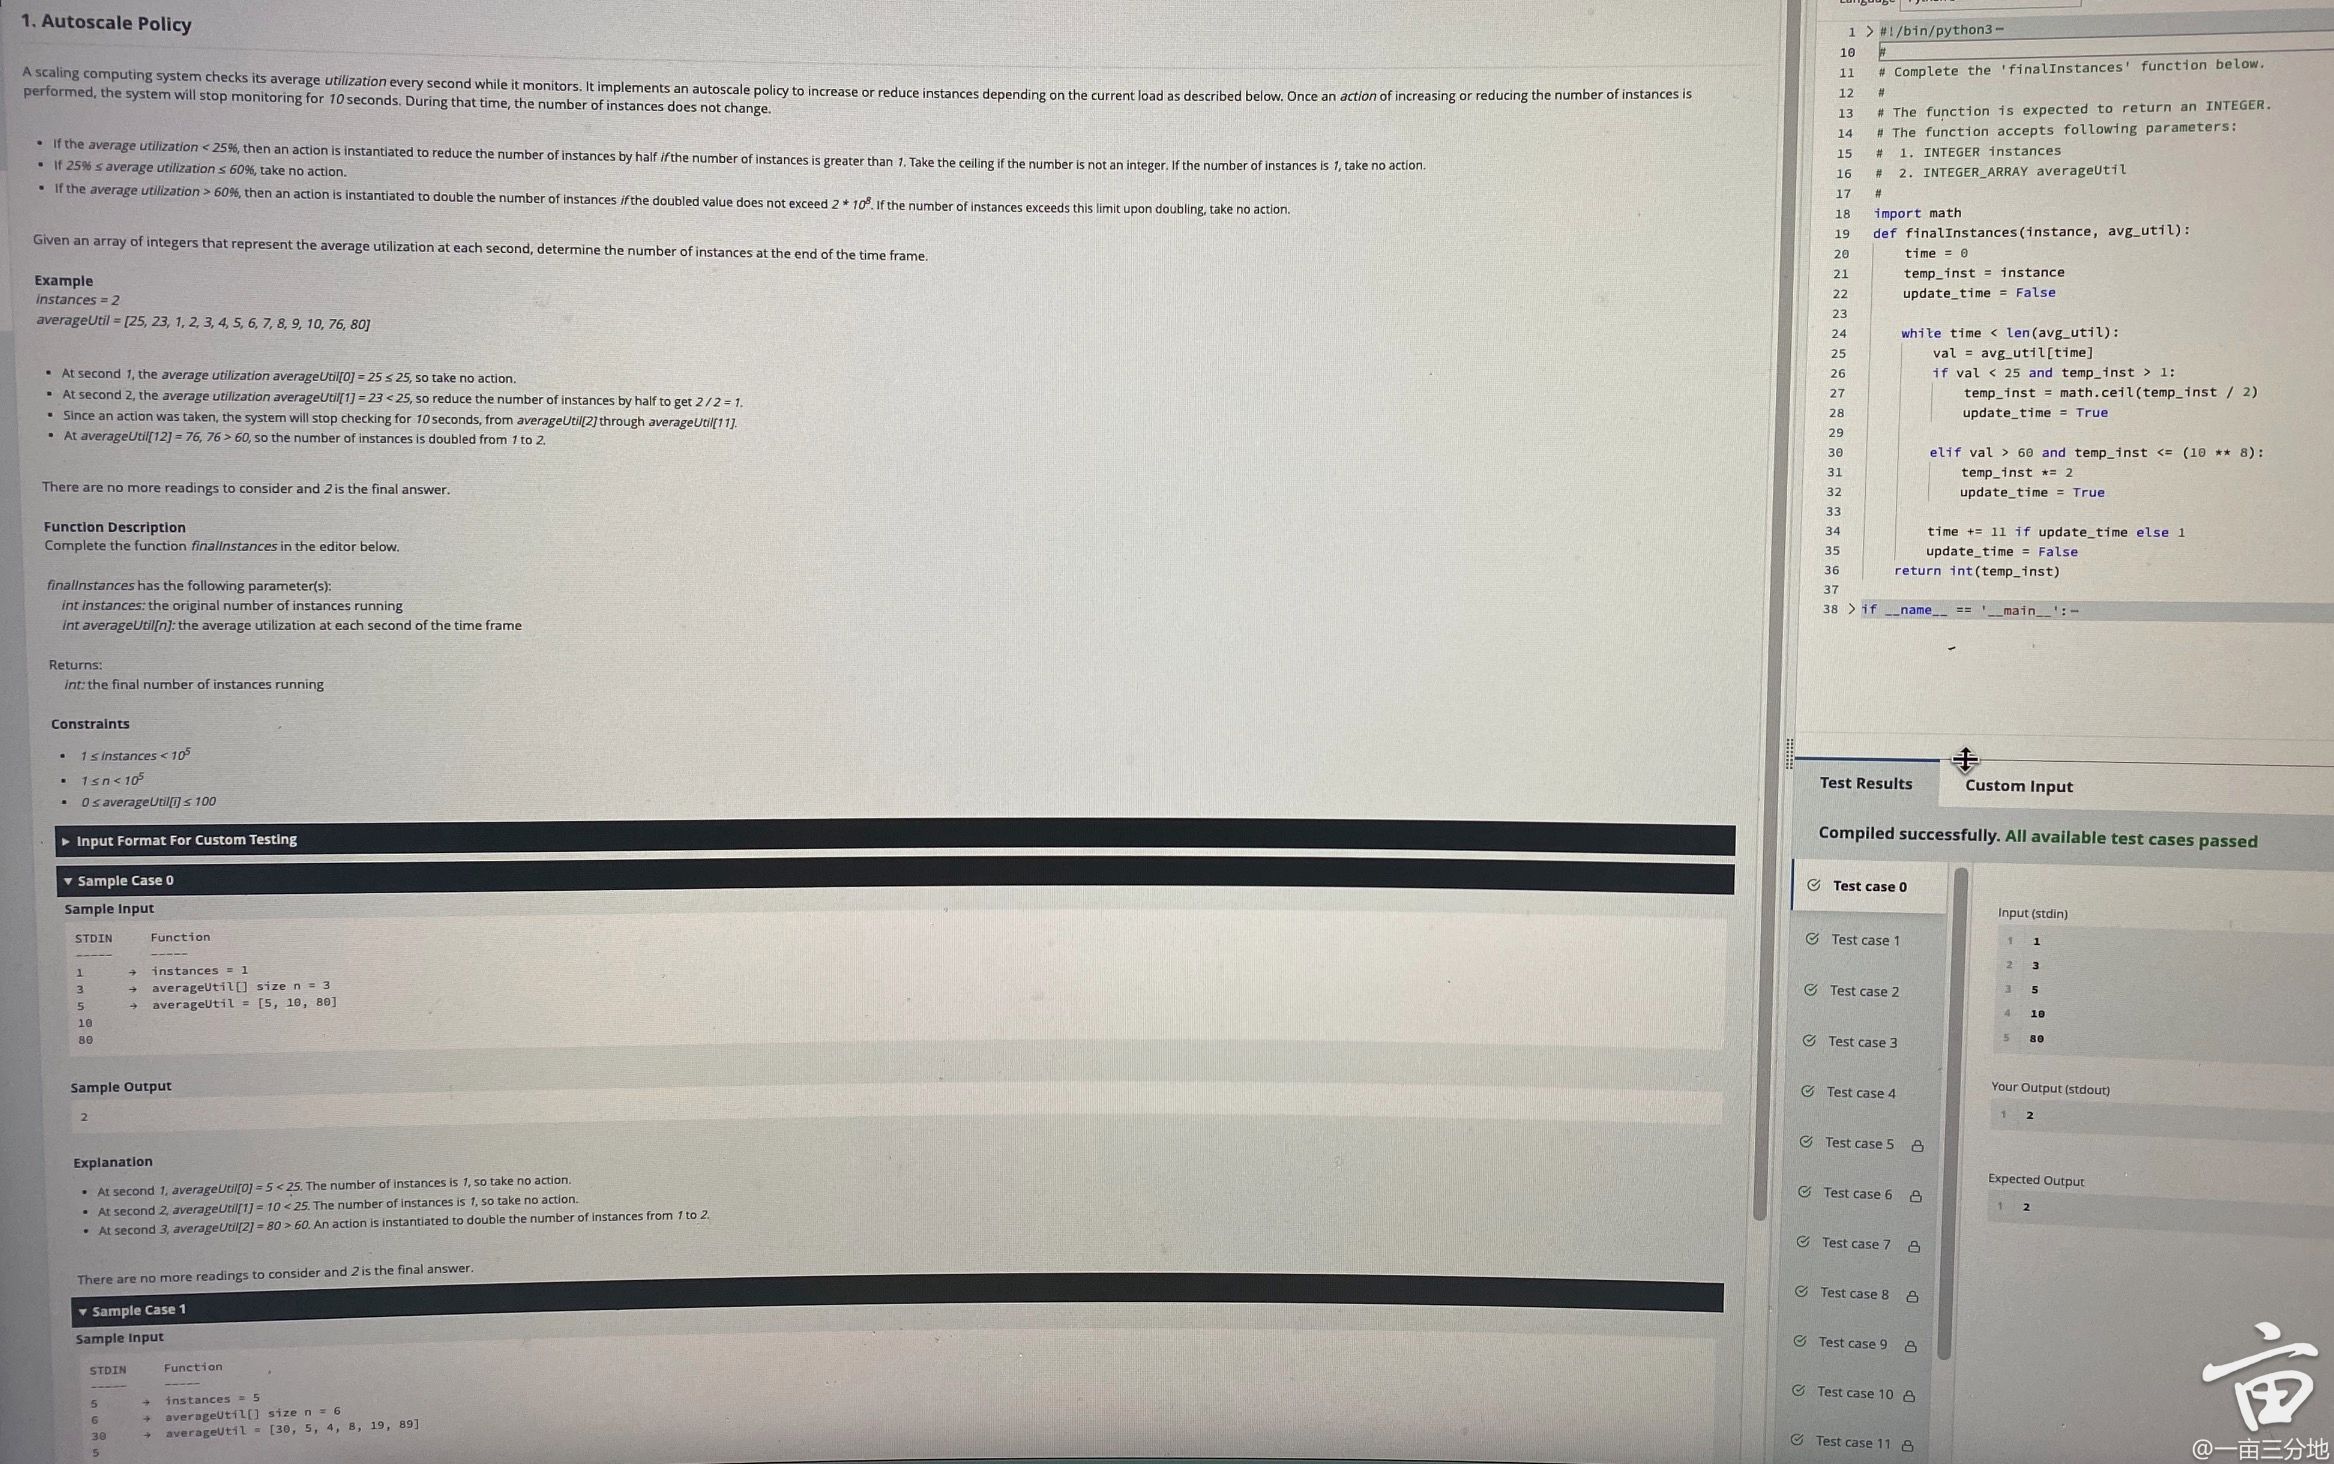 1. Autoscale Policy
A scaling computing system checks its average utilization every second while it monitors. It implements an autoscale policy to increase or reduce instances depending on the current load as described below. Once an action of increasing or reducing the number of instances is
performed, the system will stop monitoring for 10 seconds. During that time, the number of instances does not change.
• If the average utilization < 25%, then an action is instantiated to reduce the number of instances by half if the number of instances is greater than 1. Take the ceiling if the number is not an integer. If the number of instances is 1, take no action.
• If 25% ≤ average utilization ≤ 60%, take no action.
• If the average utilization > 60%, then an action is instantiated to double the number of instances if the doubled value does not exceed 2 * 10⁸. If the number of instances exceeds this limit upon doubling, take no action.
Given an array of integers that represent the average utilization at each second, determine the number of instances at the end of the time frame.
Example
instances = 2
averageUtil = [25, 23, 1, 2, 3, 4, 5, 6, 7, 8, 9, 10, 76, 80]
• At second 1, the average utilization averageUtil[0] = 25 ≤ 25, so take no action.
• At second 2, the average utilization averageUtil[1] = 23 < 25, so reduce the number of instances by half to get 2 / 2 = 1.
• Since an action was taken, the system will stop checking for 10 seconds, from averageUtil[2] through averageUtil[11].
• At averageUtil[12] = 76, 76 > 60, so the number of instances is doubled from 1 to 2.
There are no more readings to consider and 2 is the final answer.
Function Description
Complete the function finalInstances in the editor below.
finalInstances has the following parameter(s):
int instances: the original number of instances running
int averageUtil[n]: the average utilization at each second of the time frame
Returns:
int: the final number of instances running
Constraints
• 1 ≤ instances < 10⁵
• 1 ≤ n < 10⁵
• 0 ≤ averageUtil[i] ≤ 100
▸ Input Format For Custom Testing
▾ Sample Case 0
Sample Input
STDIN Function
----- -----
1 → instances = 1
3 → averageUtil[] size n = 3
5 → averageUtil = [5, 10, 80]
10
80
Sample Output
2
Explanation
• At second 1, averageUtil[0] = 5 < 25. The number of instances is 1, so take no action.
• At second 2, averageUtil[1] = 10 < 25. The number of instances is 1, so take no action.
• At second 3, averageUtil[2] = 80 > 60. An action is instantiated to double the number of instances from 1 to 2.
There are no more readings to consider and 2 is the final answer.
▾ Sample Case 1
Sample Input
STDIN Function
----- -----
5 → instances = 5
6 → averageUtil[] size n = 6
30 → averageUtil = [30, 5, 4, 8, 19, 89]
5
1 > #!/bin/python3
10 #
11 # Complete the 'finalInstances' function below.
12 #
13 # The function is expected to return an INTEGER.
14 # The function accepts following parameters:
15 # 1. INTEGER instances
16 # 2. INTEGER_ARRAY averageUtil
17 #
18 import math
19 def finalInstances(instance, avg_util):
20 time = 0
21 temp_inst = instance
22 update_time = False
23
24 while time < len(avg_util):
25 val = avg_util[time]
26 if val < 25 and temp_inst > 1:
27 temp_inst = math.ceil(temp_inst / 2)
28 update_time = True
29
30 elif val > 60 and temp_inst <= (10 ** 8):
31 temp_inst *= 2
32 update_time = True
33
34 time += 11 if update_time else 1
35 update_time = False
36 return int(temp_inst)
37
38 > if __name__ == '__main__':
Test Results
Custom Input
Compiled successfully. All available test cases passed
Test case 0
Test case 1
Test case 2
Test case 3
Test case 4
Test case 5
Test case 6
Test case 7
Test case 8
Test case 9
Test case 10
Test case 11
Input (stdin)
1 1
2 3
3 5
4 10
5 80
Your Output (stdout)
1 2
Expected Output
1 2
亩
@一亩三分地